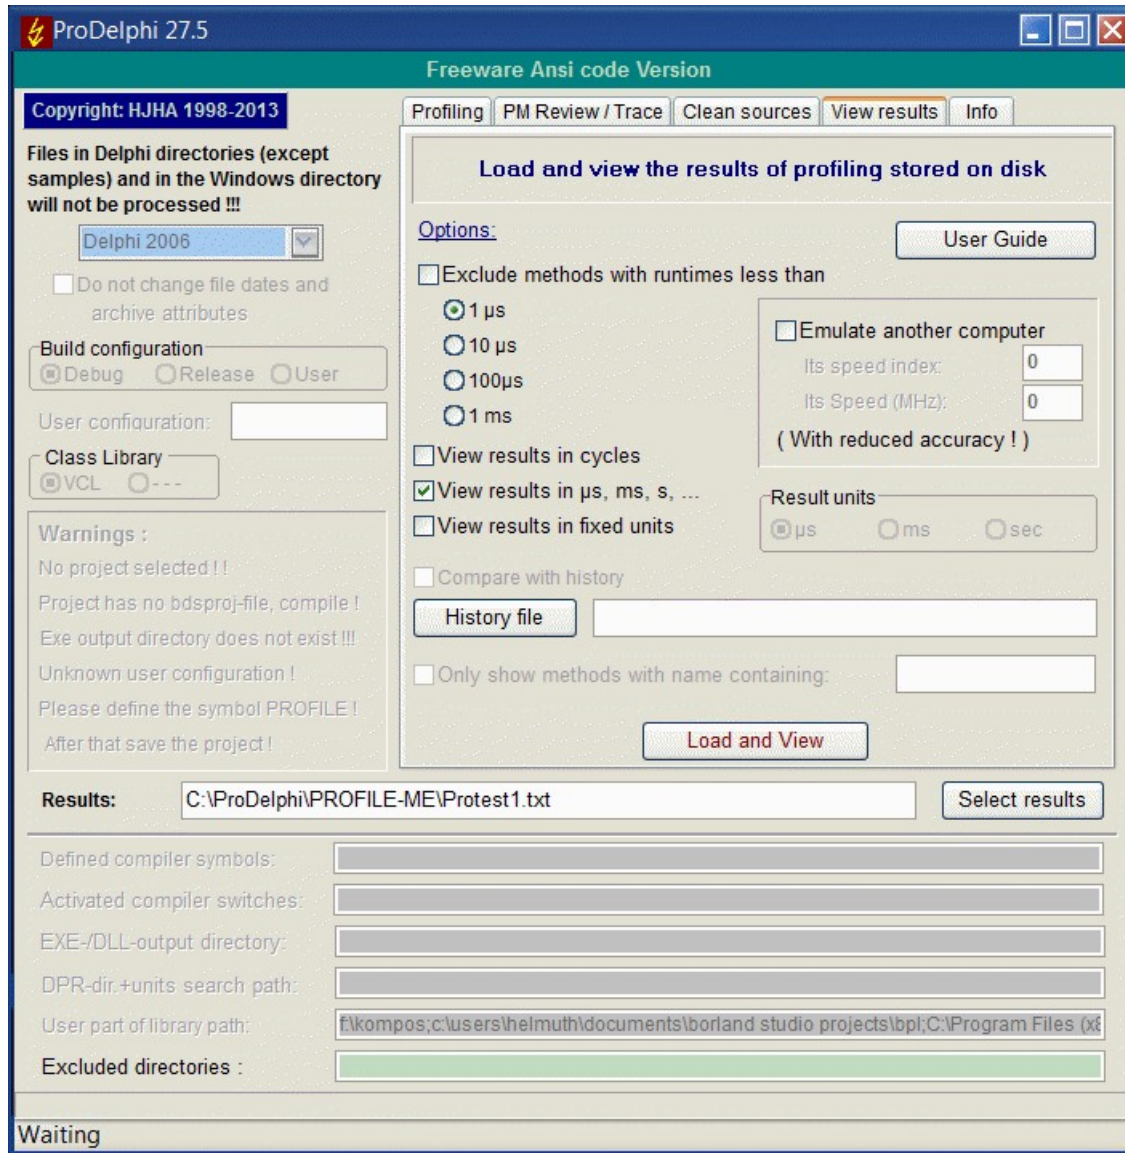 ProDelphi 27.5
Freeware Ansi code Version
Copyright: HJHA 1998-2013
Files in Delphi directories (except
samples) and in the Windows directory
will not be processed !!!
Delphi 2006
Do not change file dates and
archive attributes
Build configuration
Debug Release User
User configuration:
Class Library
VCL - - -
Warnings :
No project selected ! !
Project has no bdsproj-file, compile !
Exe output directory does not exist !!!
Unknown user configuration !
Please define the symbol PROFILE !
After that save the project !
Profiling PM Review / Trace Clean sources View results Info
Load and view the results of profiling stored on disk
Options:
User Guide
Exclude methods with runtimes less than
1 µs
10 µs
100µs
1 ms
Emulate another computer
Its speed index: 0
Its Speed (MHz): 0
( With reduced accuracy ! )
View results in cycles
View results in µs, ms, s, ...
View results in fixed units
Result units
µs ms sec
Compare with history
History file
Only show methods with name containing:
Load and View
Results: C:\ProDelphi\PROFILE-ME\Protest1.txt Select results
Defined compiler symbols:
Activated compiler switches:
EXE-/DLL-output directory:
DPR-dir.+units search path:
User part of library path: f:\kompos;c:\users\helmuth\documents\borland studio projects\bpl;C:\Program Files (x8
Excluded directories :
Waiting